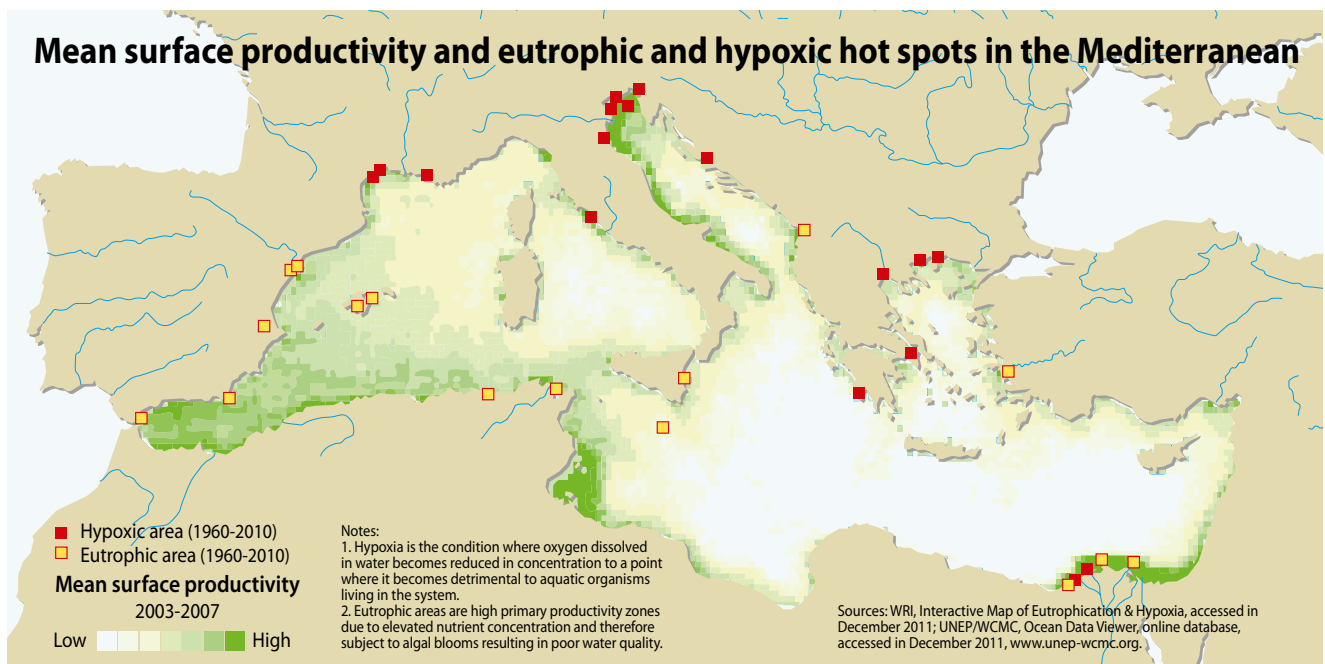 Mean surface productivity and eutrophic and hypoxic hot spots in the Mediterranean
Hypoxic area (1960-2010)
Eutrophic area (1960-2010)
Mean surface productivity
2003-2007
Low High
Notes:
1. Hypoxia is the condition where oxygen dissolved
in water becomes reduced in concentration to a point
where it becomes detrimental to aquatic organisms
living in the system.
2. Eutrophic areas are high primary productivity zones
due to elevated nutrient concentration and therefore
subject to algal blooms resulting in poor water quality.
Sources: WRI, Interactive Map of Eutrophication & Hypoxia, accessed in
December 2011; UNEP/WCMC, Ocean Data Viewer, online database,
accessed in December 2011, www.unep-wcmc.org.